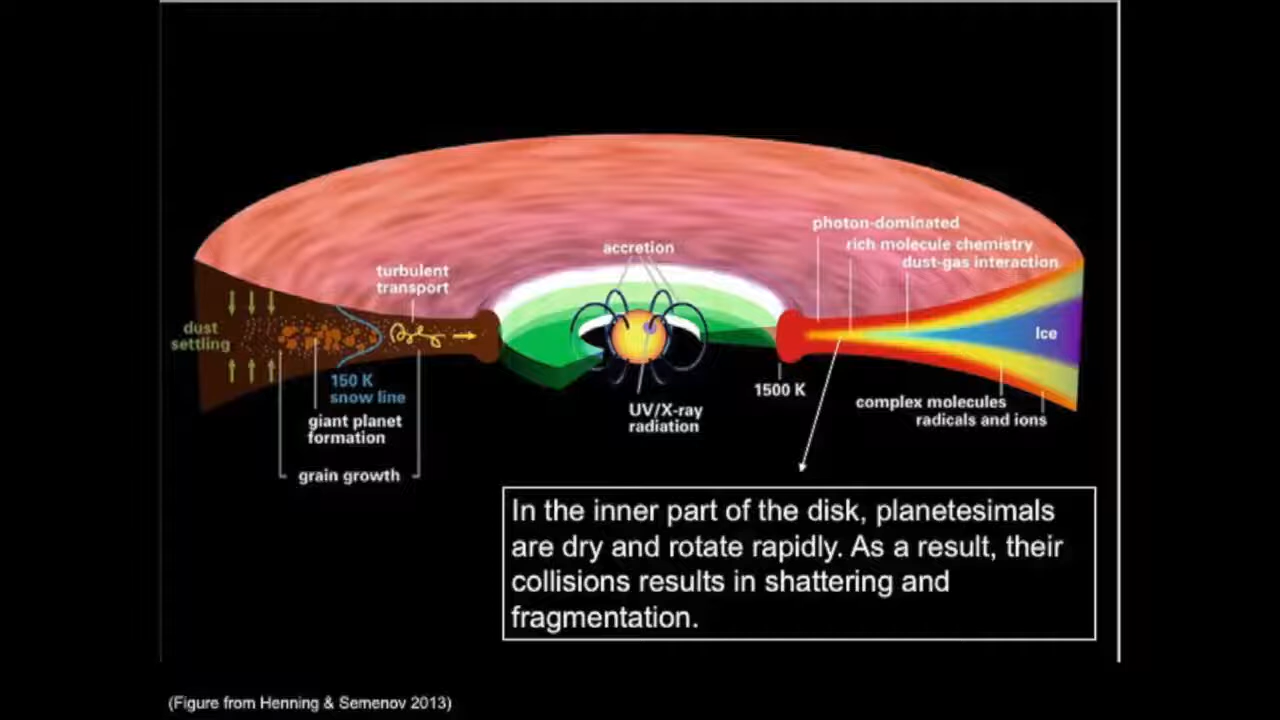 photon-dominated
rich molecule chemistry
dust-gas interaction
accretion
turbulent
transport
dust
settling
Ice
150 K
snow line
1500 K
giant planet
formation
UV/X-ray
radiation
complex molecules
radicals and ions
grain growth
In the inner part of the disk, planetesimals
are dry and rotate rapidly. As a result, their
collisions results in shattering and
fragmentation.
(Figure from Henning & Semenov 2013)